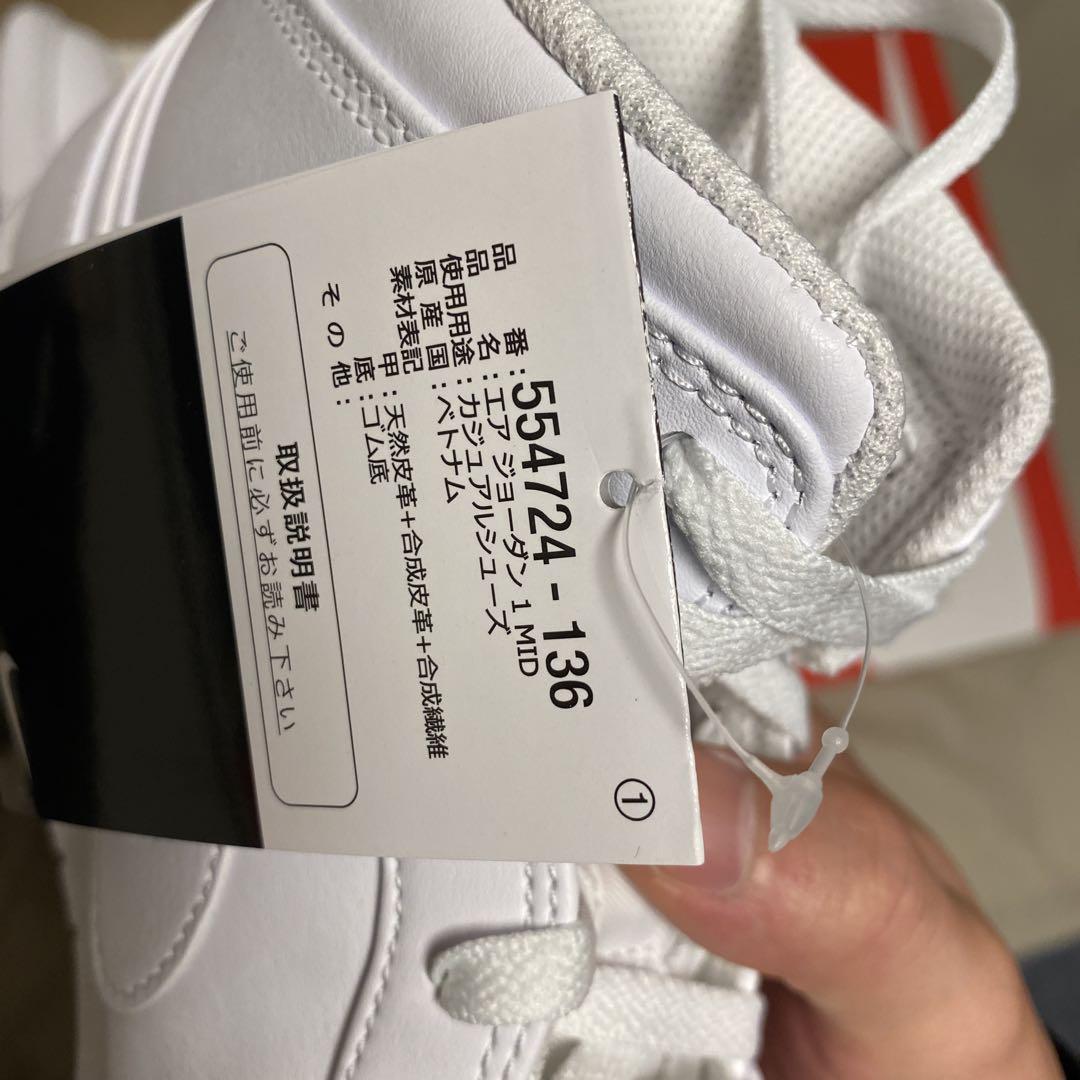 品番:554724-136
品名:エア ジョーダン 1 MID
使用用途:カジュアルシューズ
原産国:ベトナム
素材表記 甲:天然皮革+合成皮革+合成繊維
底:ゴム底
その他:
取扱説明書
ご使用前に必ずお読み下さい
①